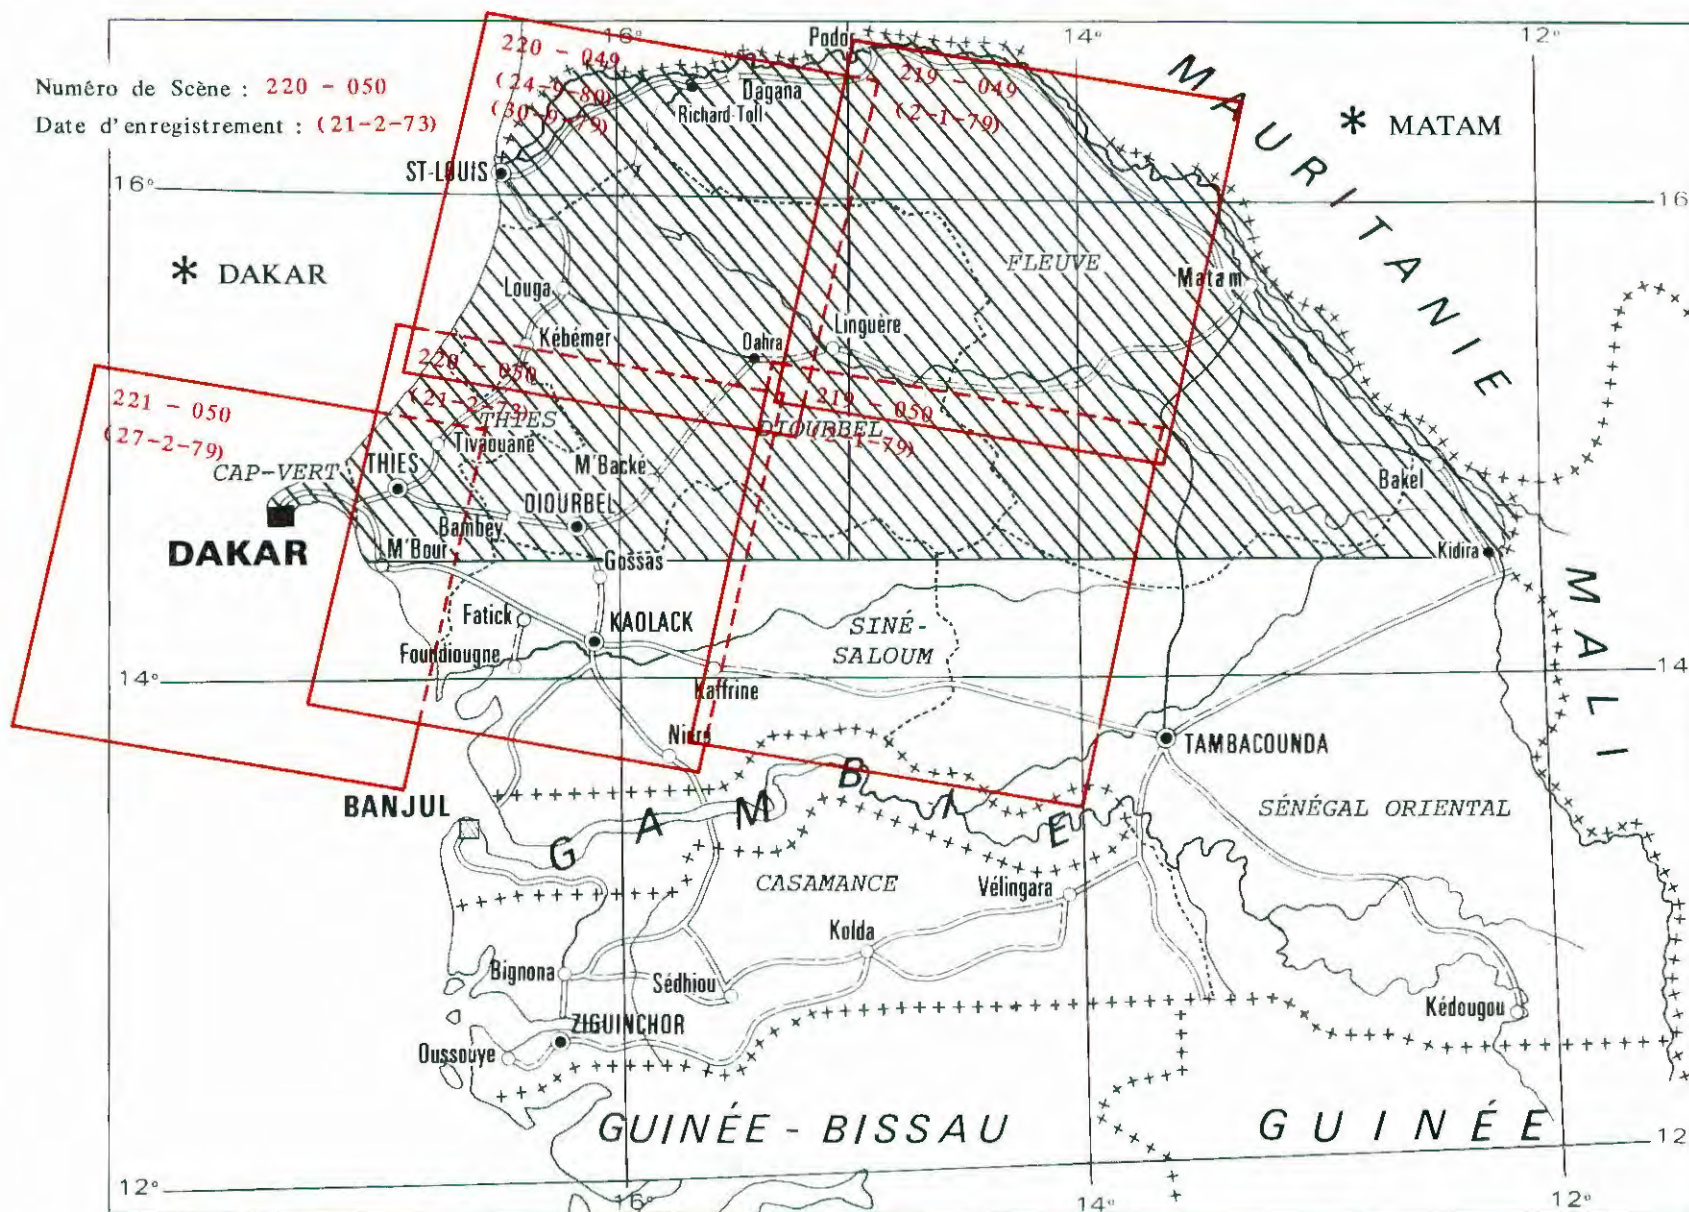 16°
14°
12°
Podor
220 - 049
(24-9-80)
(30-9-79)
219 - 049
(2-1-79)
Numéro de Scène : 220 - 050
Date d'enregistrement : (21-2-73)
Dagana
Richard-Toll
MAURITANIE
* MATAM
ST-LOUIS
16°
16
* DAKAR
FLEUVE
Matam
Louga
Kébémer
Dahra
Linguère
220 - 050
(21-2-73)
219 - 050
(2-1-79)
221 - 050
(27-2-79)
THIES
DIOURBEL
Tivaouane
CAP-VERT
THIES
M'Backé
Bakel
DIOURBEL
Bambey
DAKAR
M'Bour
Gossas
Kidira
MALI
Fatick
KAOLACK
SINÉ-
SALOUM
Foundiougne
14°
14
Kaffrine
Nioro
TAMBACOUNDA
BANJUL
GAMBIE
SÉNÉGAL ORIENTAL
CASAMANCE
Vélingara
Kolda
Bignona
Sédhiou
Kédougou
ZIGUINCHOR
Oussouye
GUINÉE - BISSAU
GUINÉE
12
12°
16°
14°
12°